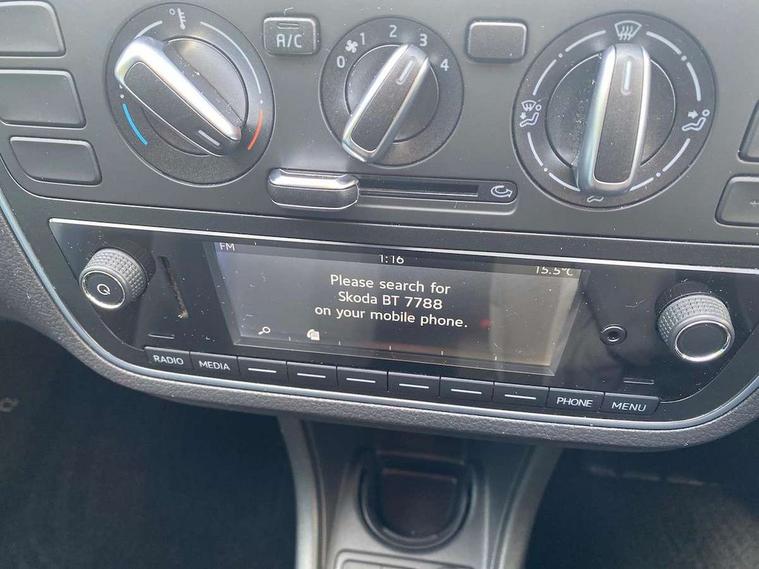 °F
A/C
0 1 2 3 4
FM 1:16 15.5°C
Please search for
Skoda BT 7788
on your mobile phone.
RADIO MEDIA PHONE MENU